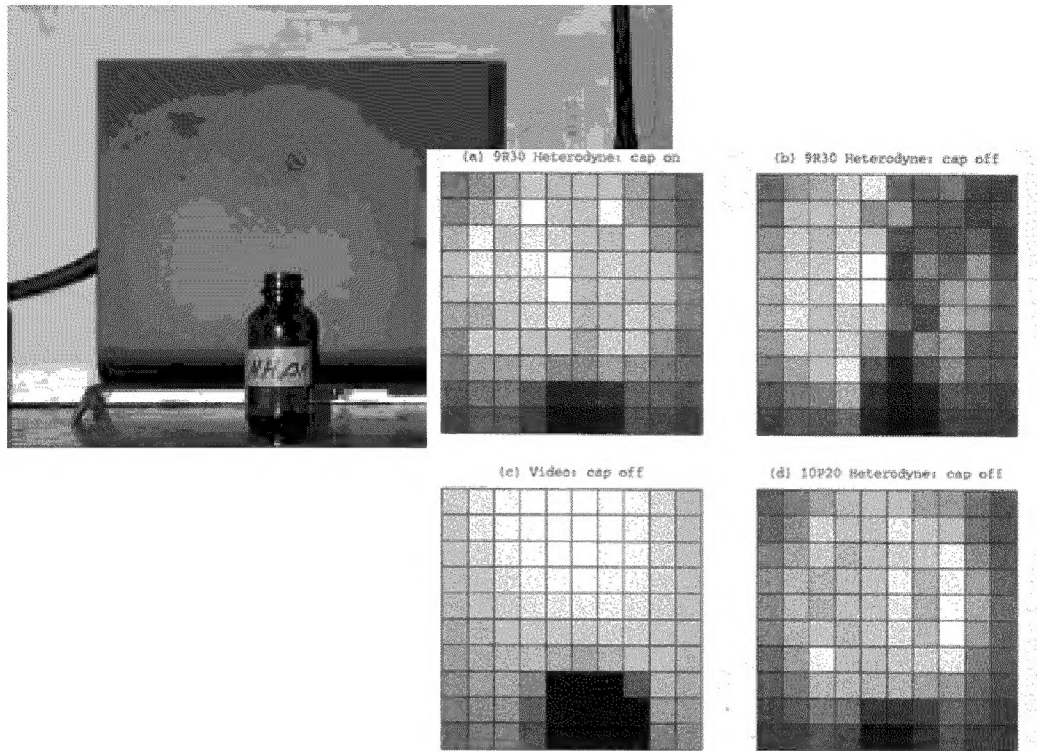 (a) 9R30 Heterodyne: cap on
(b) 9R30 Heterodyne: cap off
(c) Video: cap off
(d) 10P20 Heterodyne: cap off